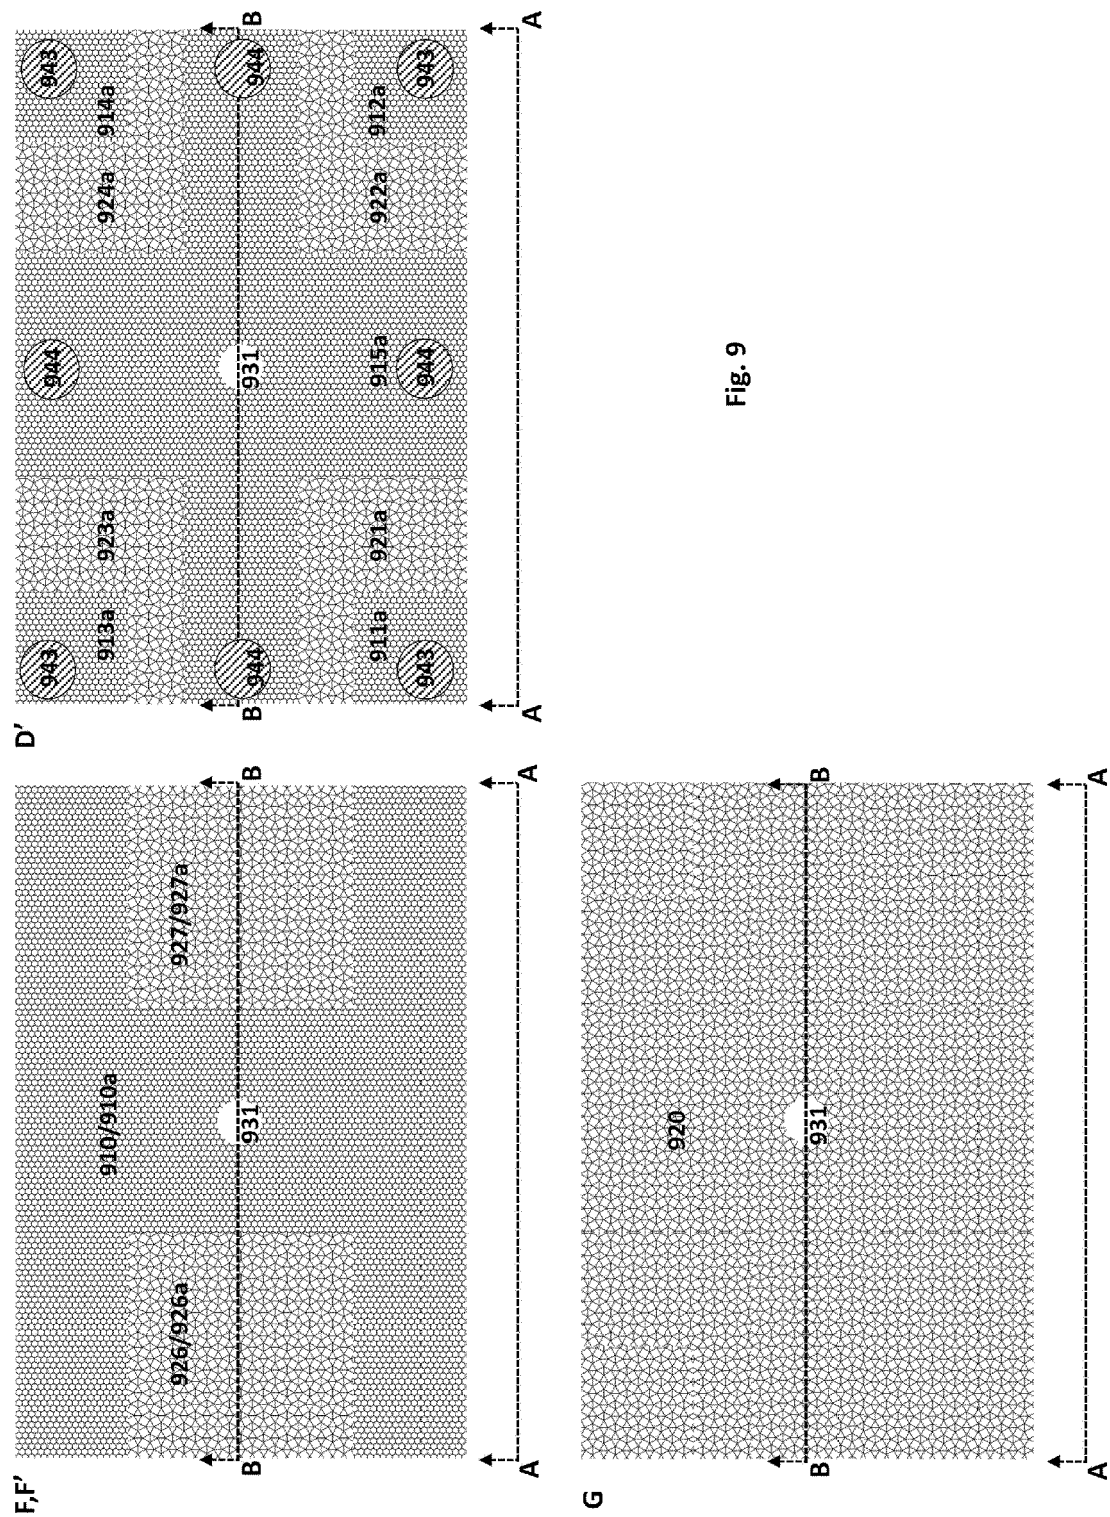 F,F'
910/910a
926/926a 927/927a
B 931 B
A A
D'
943 944 943
913a 923a 924a 914a
B 944 931 944 B
911a 921a 915a 922a 912a
943 944 943
A A
G
920
B 931 B
A A
Fig. 9